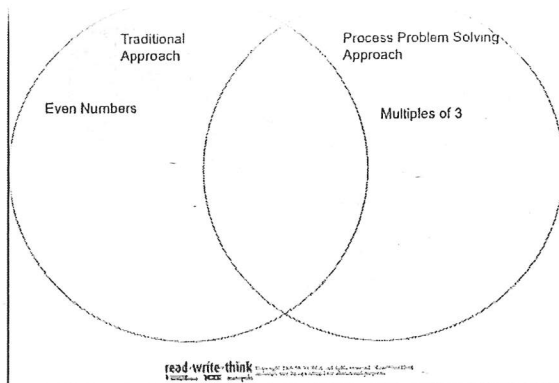 Traditional
Approach
Process Problem Solving
Approach
Even Numbers
Multiples of 3
read·write·think